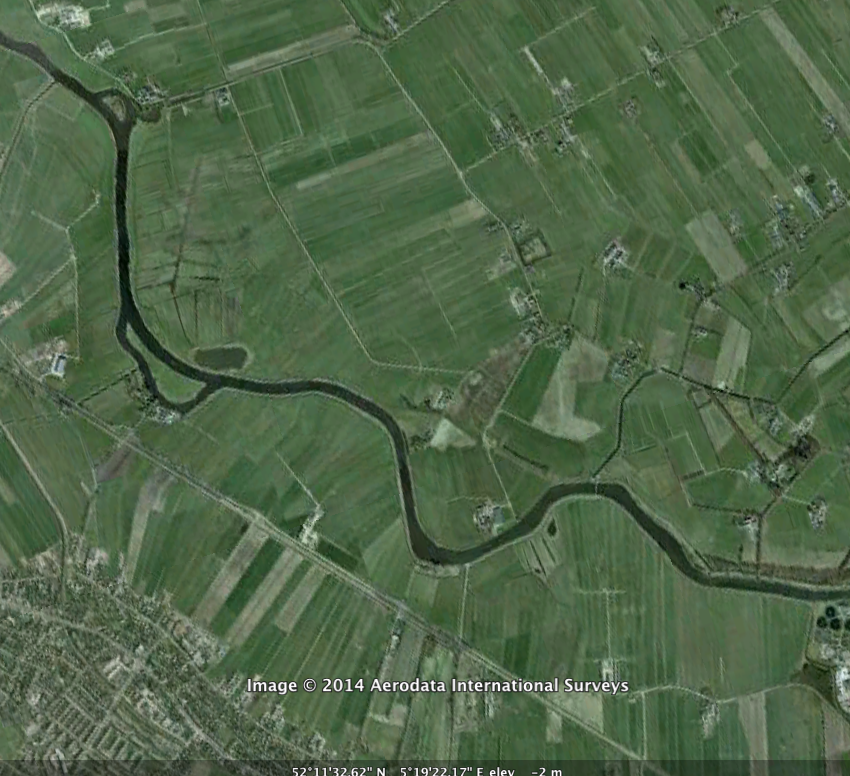 Image © 2014 Aerodata International Surveys
52°11'32.62" N 5°19'22.17" E elev -2 m